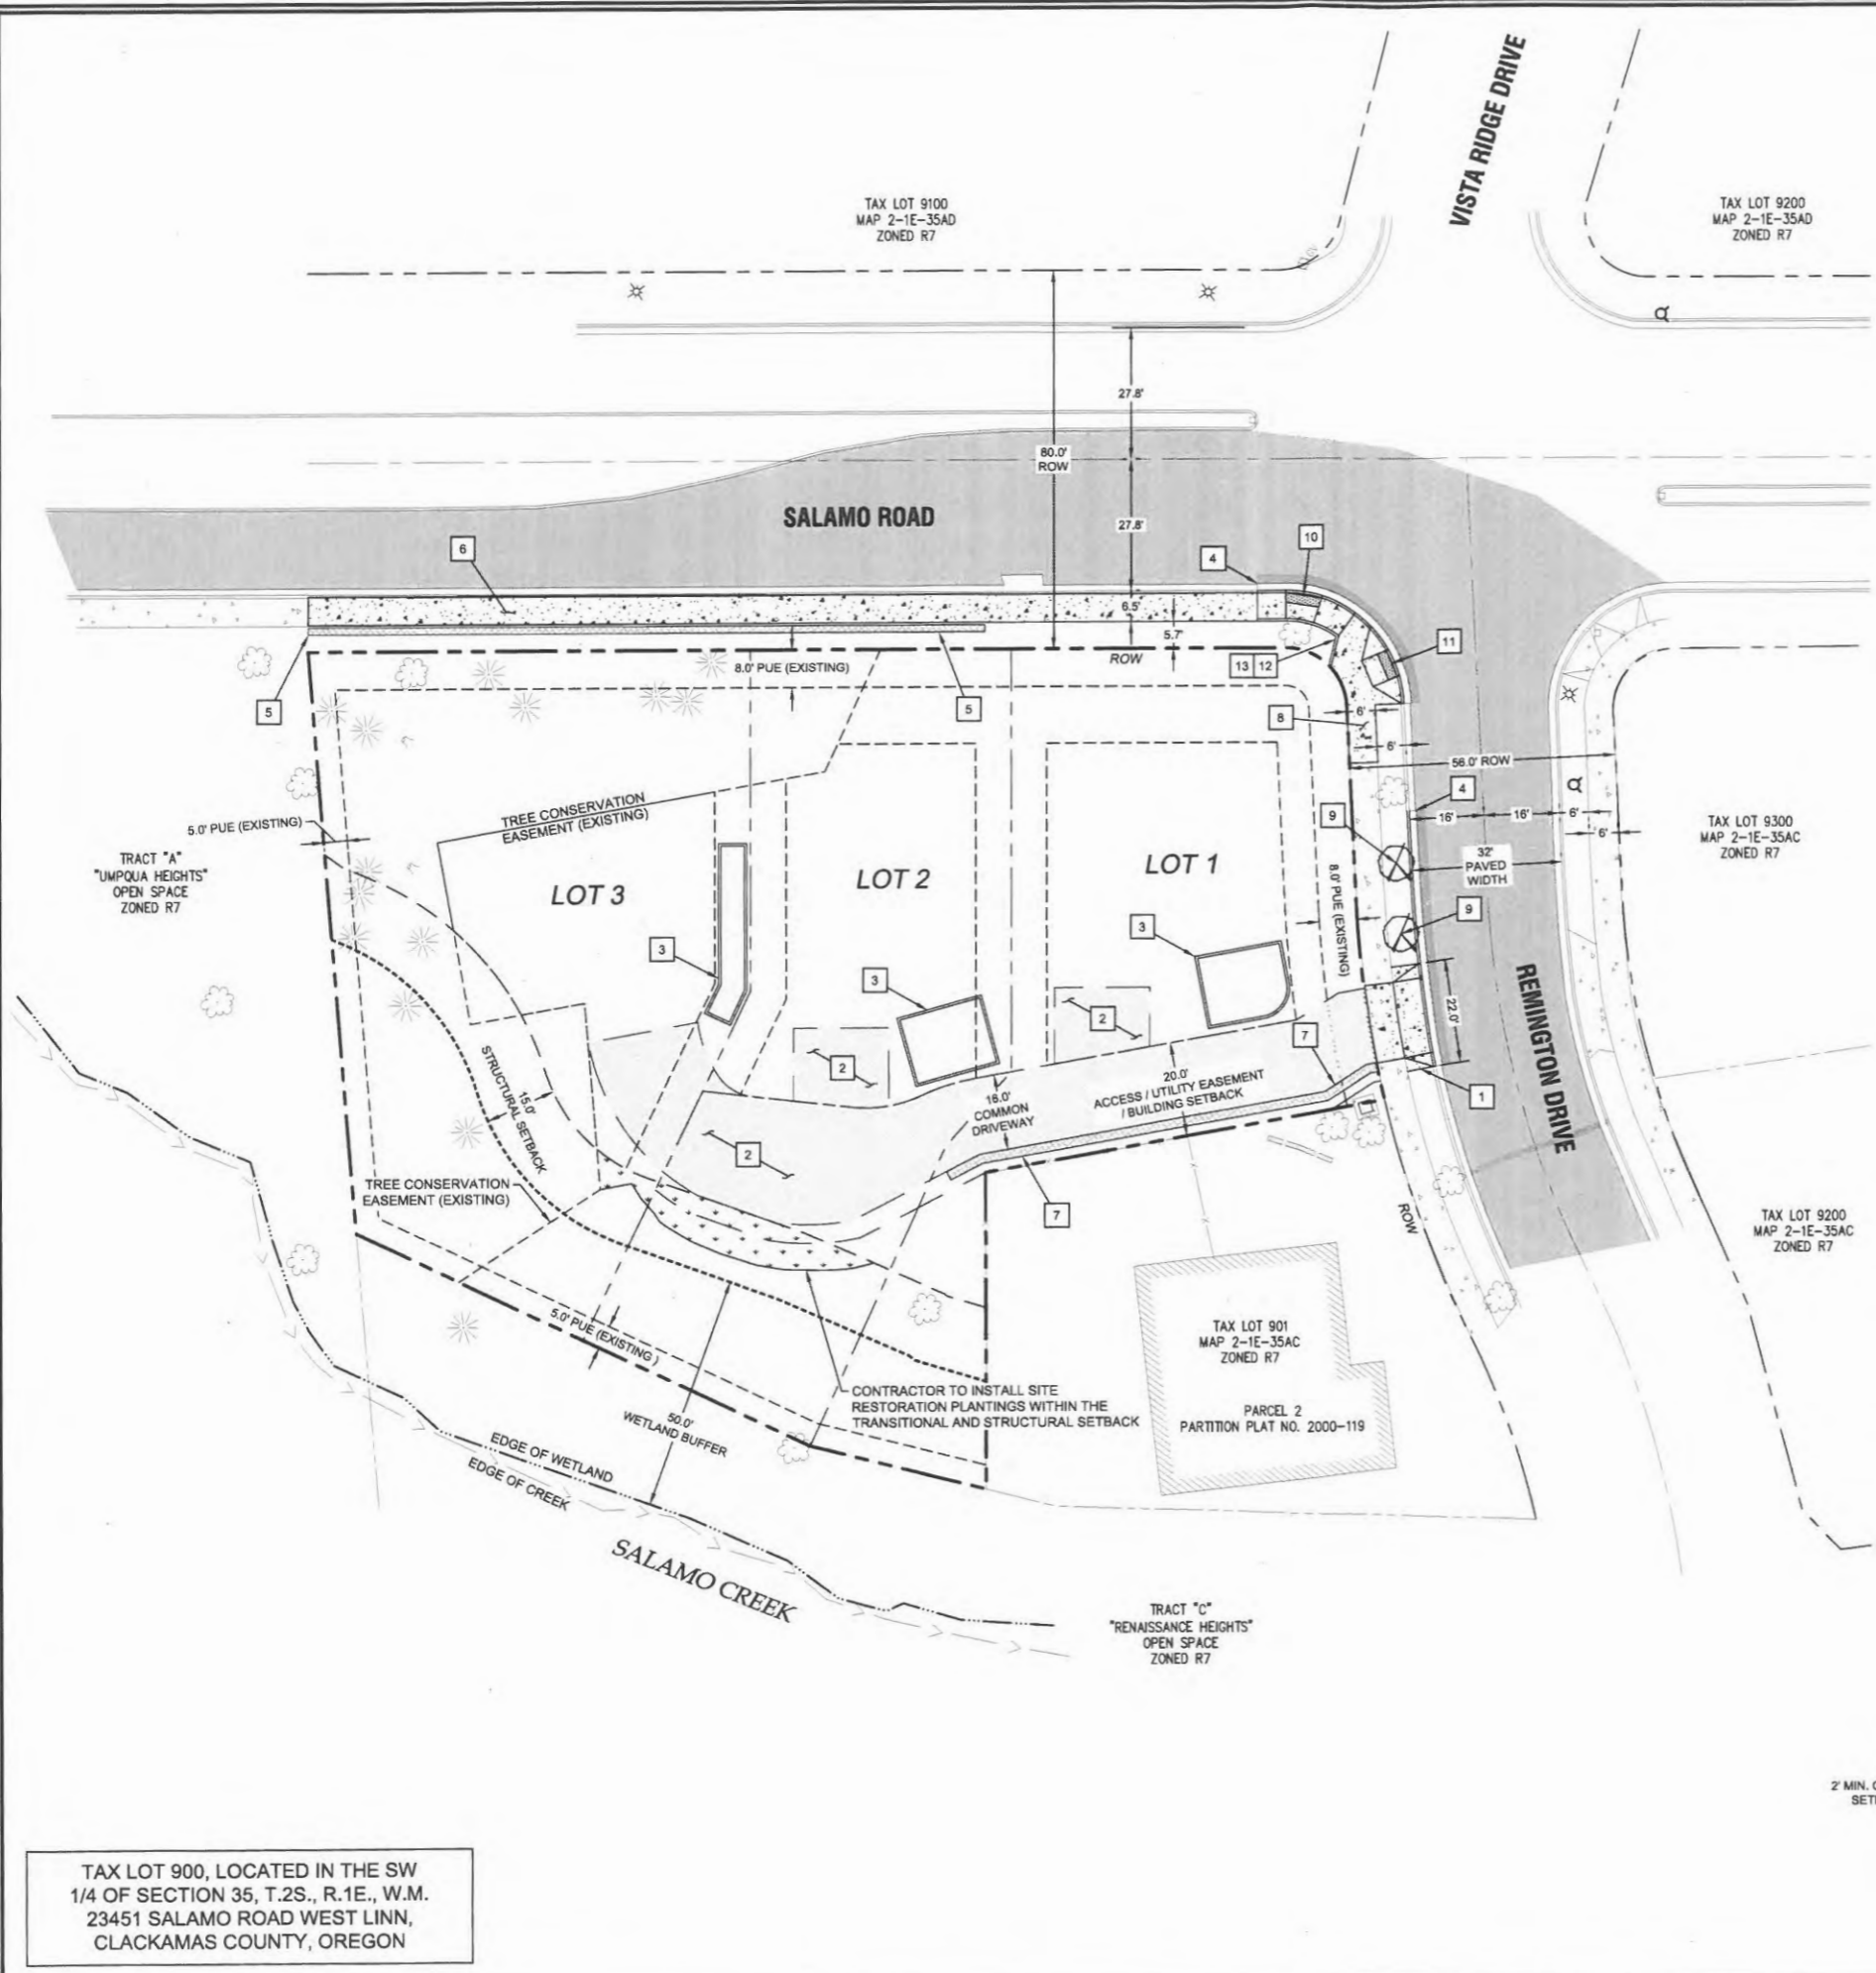 VISTA RIDGE DRIVE
TAX LOT 9100
MAP 2-1E-35AD
ZONED R7
TAX LOT 9200
MAP 2-1E-35AD
ZONED R7
27.8'
80.0'
ROW
SALAMO ROAD
27.8'
6
4
10
6.5'
5.7'
ROW
13 12
11
8.0' PUE (EXISTING)
5
5
8
6'
6'
56.0' ROW
4
16'
16'
6'
6'
9
32'
PAVED
WIDTH
TAX LOT 9300
MAP 2-1E-35AC
ZONED R7
TREE CONSERVATION
EASEMENT (EXISTING)
5.0' PUE (EXISTING)
TRACT "A"
"UMPQUA HEIGHTS"
OPEN SPACE
ZONED R7
LOT 3
LOT 2
LOT 1
8.0' PUE (EXISTING)
9
3
3
3
22.0'
REMINGTON DRIVE
2
7
2
20.0'
ACCESS / UTILITY EASEMENT
/ BUILDING SETBACK
1
16.0'
COMMON
DRIVEWAY
15.0'
STRUCTURAL SETBACK
2
TREE CONSERVATION
EASEMENT (EXISTING)
7
ROW
TAX LOT 9200
MAP 2-1E-35AC
ZONED R7
5.0' PUE (EXISTING)
TAX LOT 901
MAP 2-1E-35AC
ZONED R7
PARCEL 2
PARTITION PLAT NO. 2000-119
CONTRACTOR TO INSTALL SITE
RESTORATION PLANTINGS WITHIN THE
TRANSITIONAL AND STRUCTURAL SETBACK
50.0'
WETLAND BUFFER
EDGE OF WETLAND
EDGE OF CREEK
SALAMO CREEK
TRACT "C"
"RENAISSANCE HEIGHTS"
OPEN SPACE
ZONED R7
2' MIN.
TAX LOT 900, LOCATED IN THE SW
1/4 OF SECTION 35, T.2S., R.1E., W.M.
23451 SALAMO ROAD WEST LINN,
CLACKAMAS COUNTY, OREGON